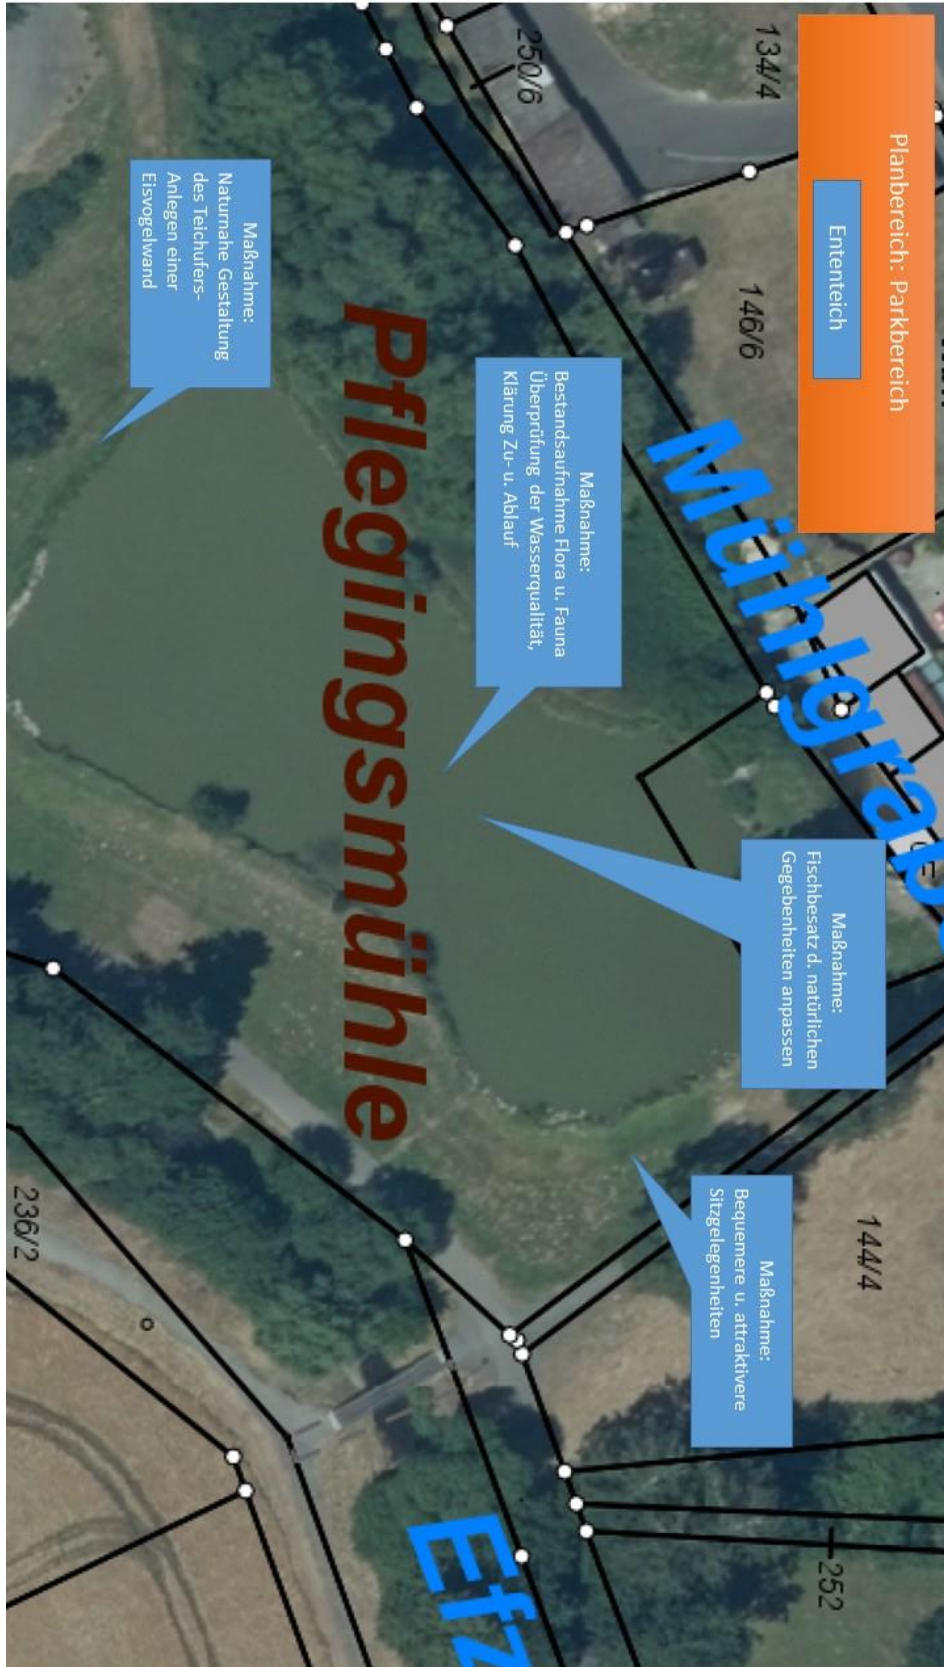 Planbereich: Parkbereich
Ententeich
134/4
250/6
146/6
Mühlgrab
Maßnahme:
Bestandsaufnahme Flora u. Fauna
Überprüfung der Wasserqualität,
Klärung Zu- u. Ablauf
Maßnahme:
Naturnahe Gestaltung
des Teichufers-
Anlegen einer
Eisvogelwand
Pflegingsmühle
Maßnahme:
Fischbesatz d. natürlichen
Gegebenheiten anpassen
Maßnahme:
Bequemere u. attraktivere
Sitzgelegenheiten
144/4
236/2
252
Efz